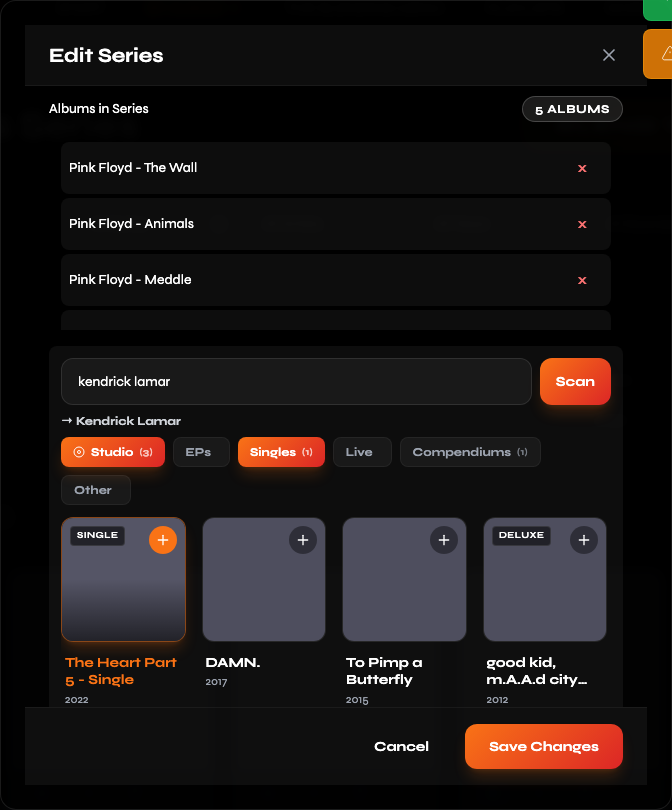 Edit Series
Albums in Series
5 ALBUMS
Pink Floyd - The Wall
x
Pink Floyd - Animals
x
Pink Floyd - Meddle
x
kendrick lamar
Scan
→ Kendrick Lamar
Studio (3)
EPs
Singles (1)
Live
Compendiums (1)
Other
SINGLE
DELUXE
The Heart Part
5 - Single
2022
DAMN.
2017
To Pimp a
Butterfly
2015
good kid,
m.A.A.d city...
2012
Cancel
Save Changes